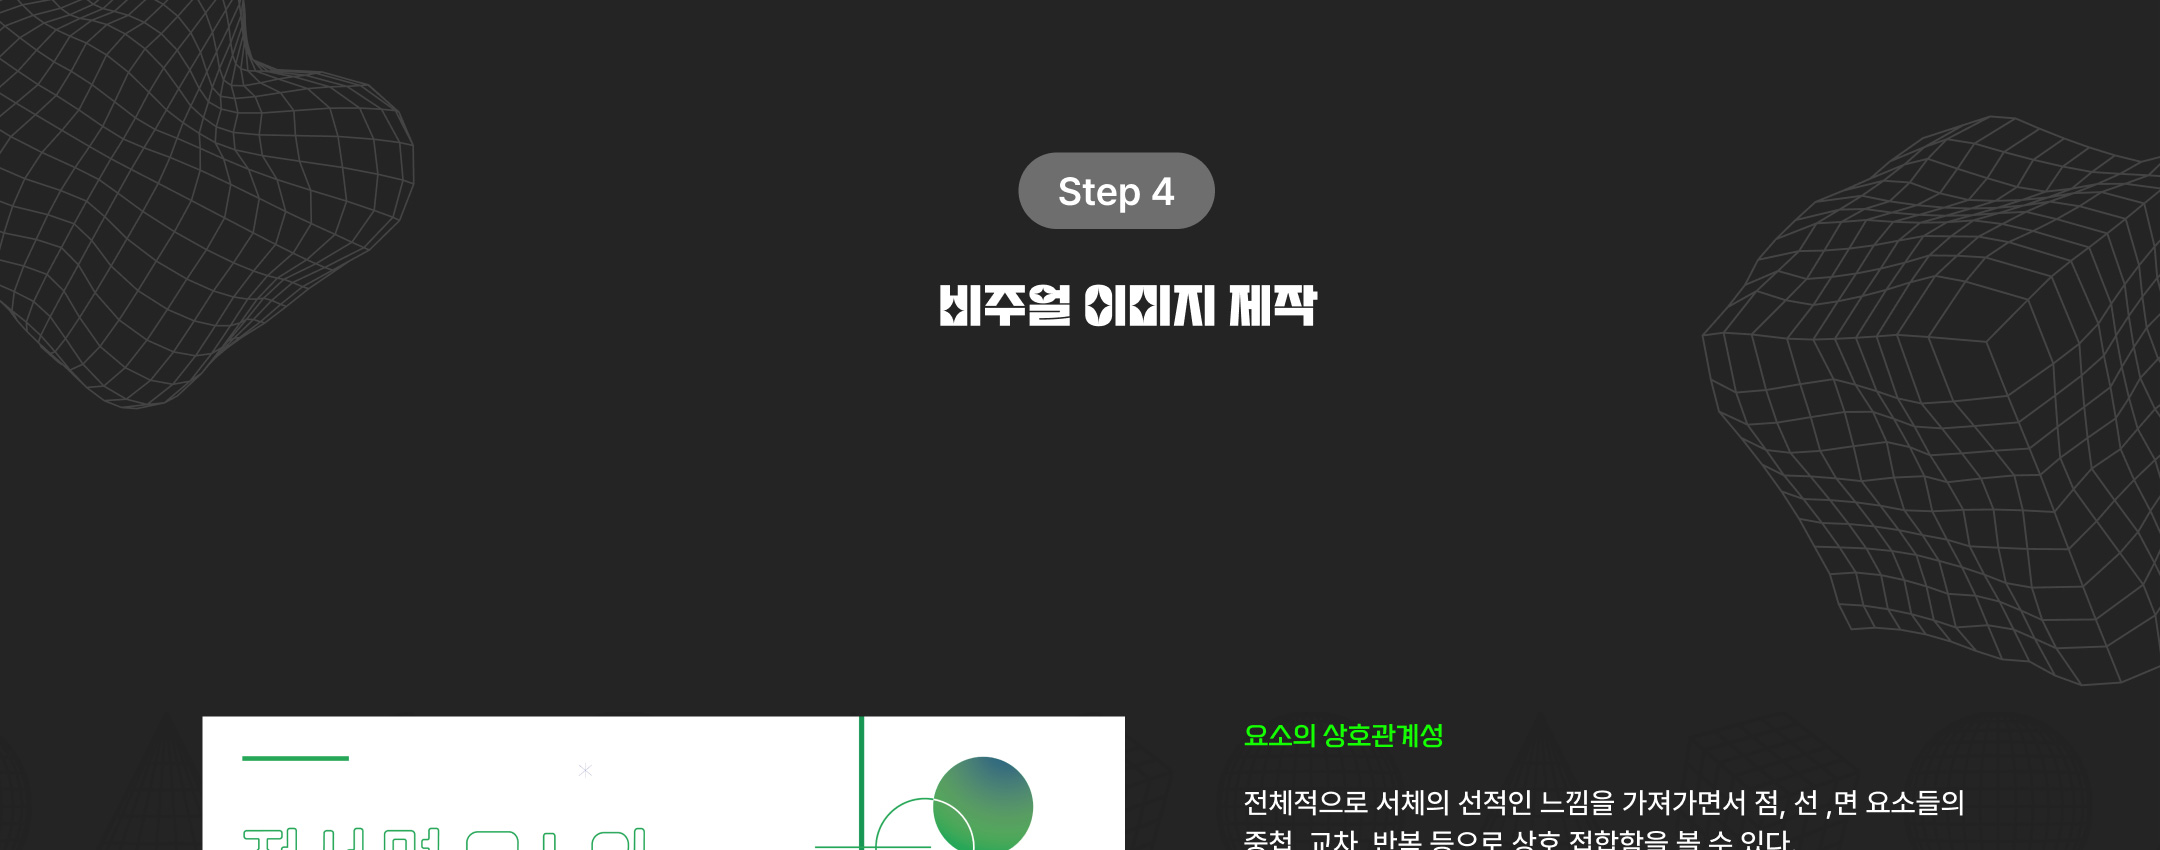 Step 4
비주얼 이미지 제작
요소의 상호관계성
전체적으로 서체의 선적인 느낌을 가져가면서 점, 선 ,면 요소들의
중첩, 교차, 반복 등으로 상호 접합함을 볼 수 있다.